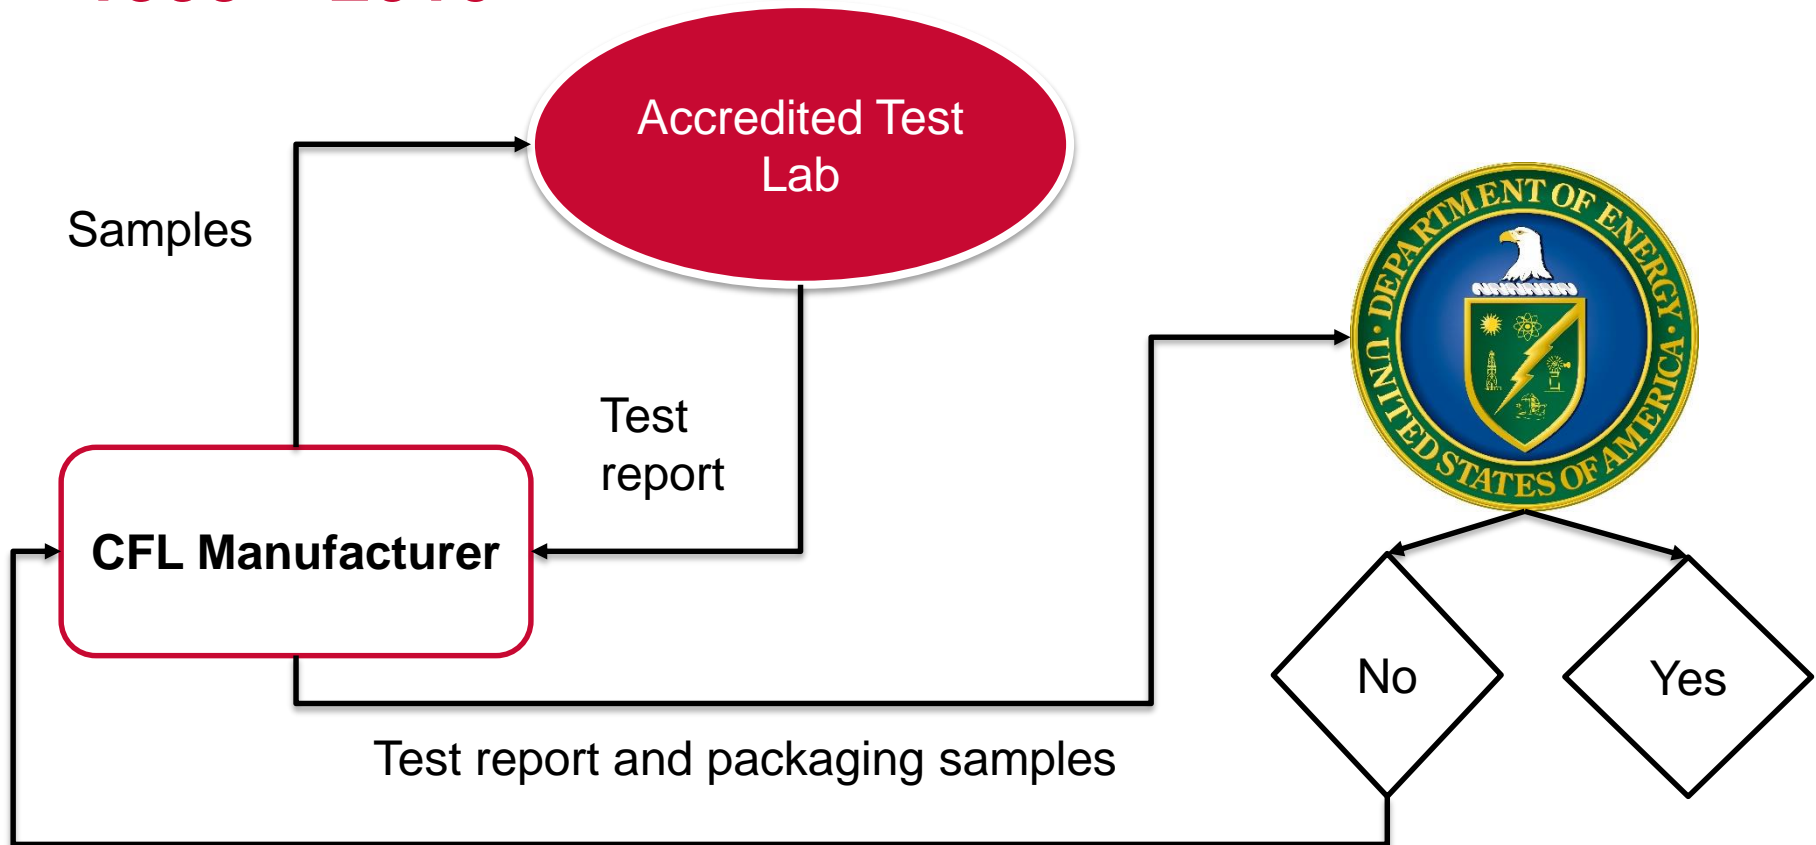 Accredited Test
Lab
Samples
DEPARTMENT OF ENERGY
UNITED STATES OF AMERICA
Test
report
CFL Manufacturer
No
Yes
Test report and packaging samples